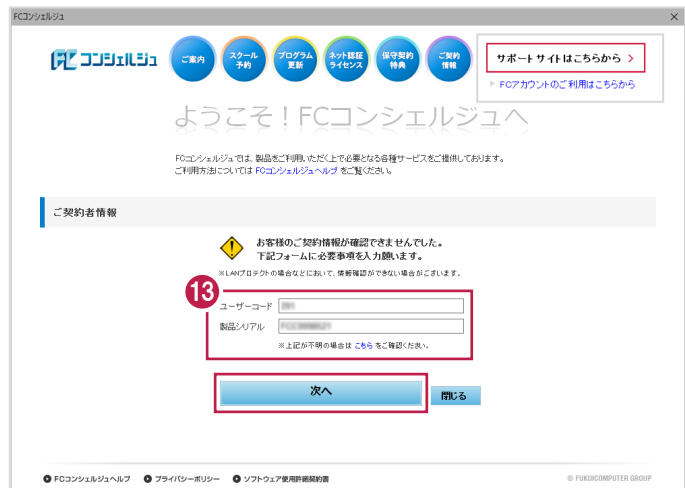 FCコンシェルジュ
FC コンシェルジュ
ご案内
スクール
予約
プログラム
更新
ネット認証
ライセンス
保守契約
特典
ご契約
情報
サポートサイトはこちらから >
FCアカウントのご利用はこちらから
ようこそ！FCコンシェルジュへ
FCコンシェルジュでは、製品をご利用いただく上で必要となる各種サービスをご提供しております。
ご利用方法については FCコンシェルジュヘルプ をご覧ください。
ご契約者情報
お客様のご契約情報が確認できませんでした。
下記フォームに必要事項を入力願います。
※LANプロテクトの場合などにおいて、情報確認ができない場合がございます。
13
ユーザーコード
製品シリアル
※上記が不明の場合は こちら をご確認ください。
次へ
閉じる
FCコンシェルジュヘルプ プライバシーポリシー ソフトウェア使用許諾契約書
© FUKUICOMPUTER GROUP